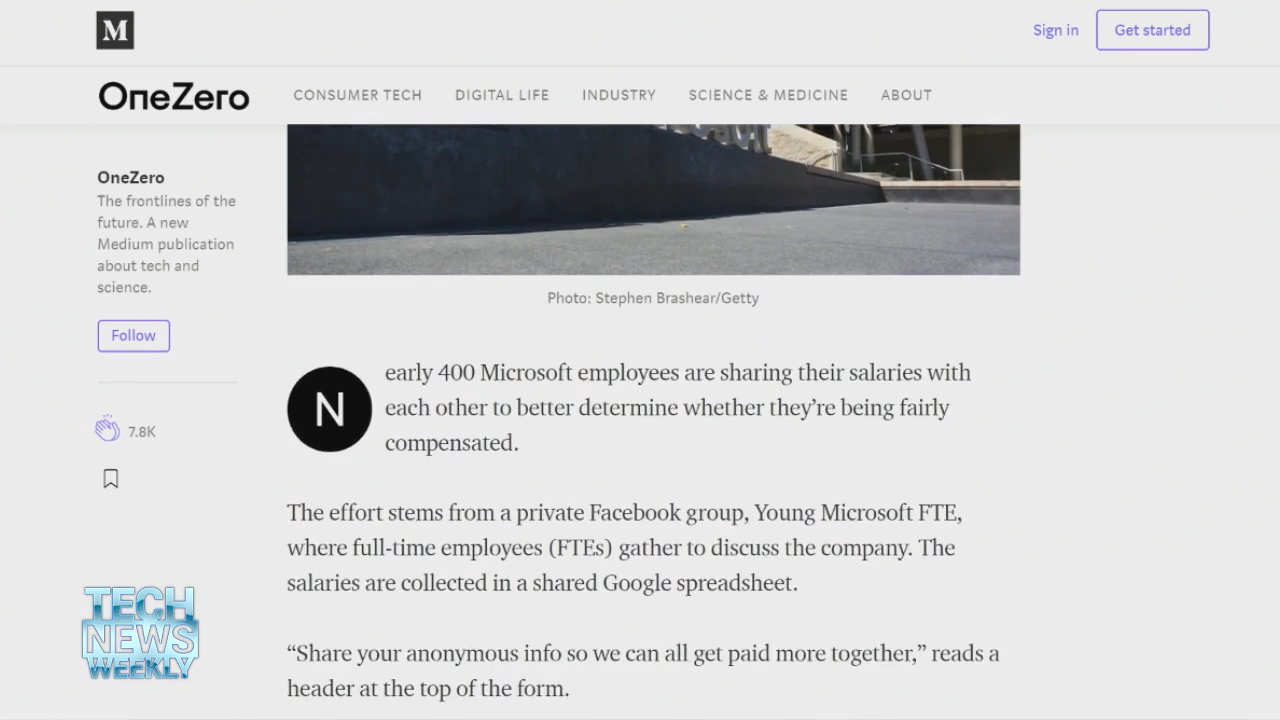 M
Sign in
Get started
OneZero
CONSUMER TECH
DIGITAL LIFE
INDUSTRY
SCIENCE & MEDICINE
ABOUT
OneZero
The frontlines of the
future. A new
Medium publication
about tech and
science.
Follow
7.8K
Photo: Stephen Brashear/Getty
N
early 400 Microsoft employees are sharing their salaries with
each other to better determine whether they’re being fairly
compensated.
The effort stems from a private Facebook group, Young Microsoft FTE,
where full-time employees (FTEs) gather to discuss the company. The
salaries are collected in a shared Google spreadsheet.
“Share your anonymous info so we can all get paid more together,” reads a
header at the top of the form.
TECH
NEWS
WEEKLY